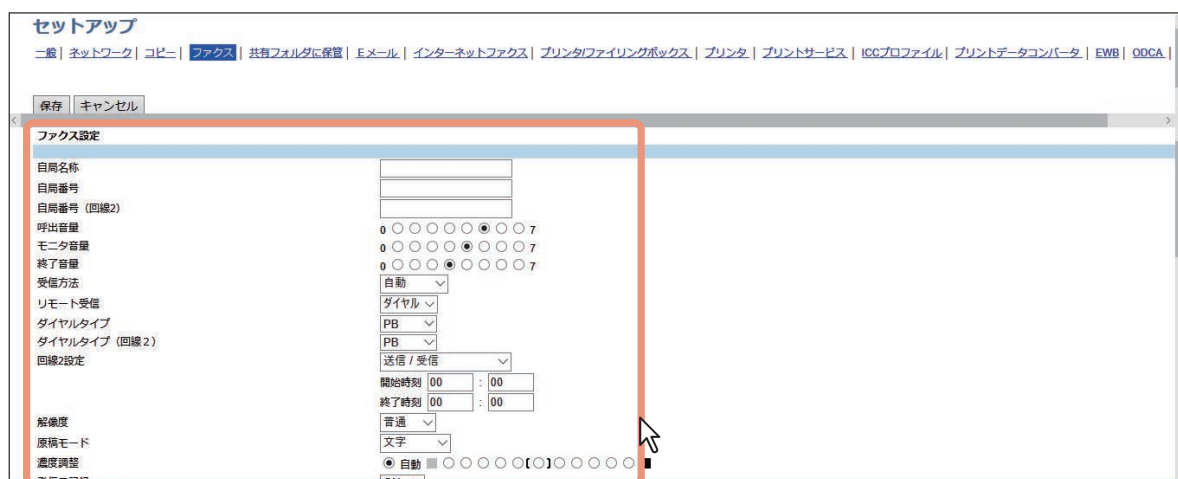 セットアップ
一般 | ネットワーク | コピー | ファクス | 共有フォルダに保管 | Eメール | インターネットファクス | プリンタ/ファイリングボックス | プリンタ | プリントサービス | ICCプロファイル | プリントデータコンバータ | EWB | ODCA |
保存 キャンセル
ファクス設定
自局名称
自局番号
自局番号（回線2）
呼出音量 0 7
モニタ音量 0 7
終了音量 0 7
受信方法 自動
リモート受信 ダイヤル
ダイヤルタイプ PB
ダイヤルタイプ（回線２） PB
回線2設定 送信 / 受信
開始時刻 00 : 00
終了時刻 00 : 00
解像度 普通
原稿モード 文字
濃度調整 自動 [ ]